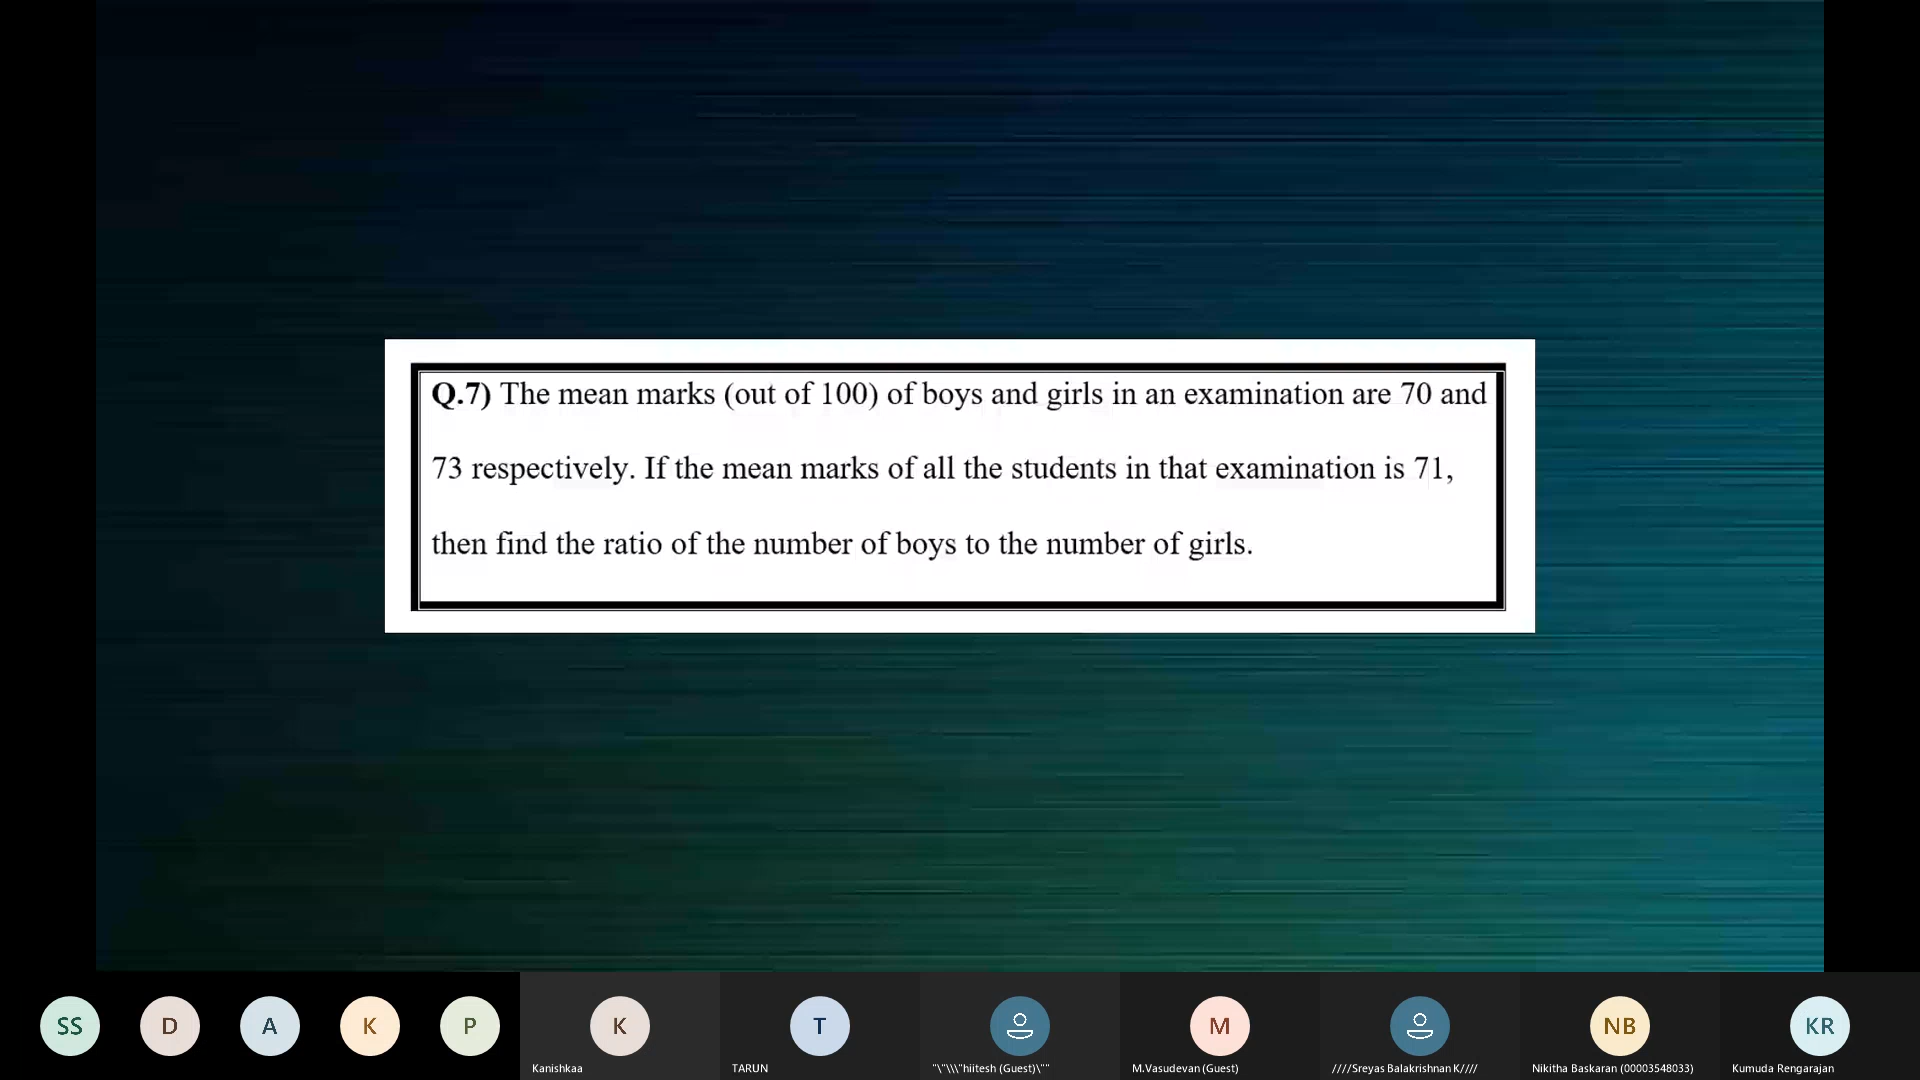 Q.7) The mean marks (out of 100) of boys and girls in an examination are 70 and
73 respectively. If the mean marks of all the students in that examination is 71,
then find the ratio of the number of boys to the number of girls.
SS
D
A
K
P
K
T
M
NB
KR
Kanishkaa
TARUN
"\"\\\"hiitesh (Guest)\""
M.Vasudevan (Guest)
////Sreyas Balakrishnan K////
Nikitha Baskaran (00003548033)
Kumuda Rengarajan